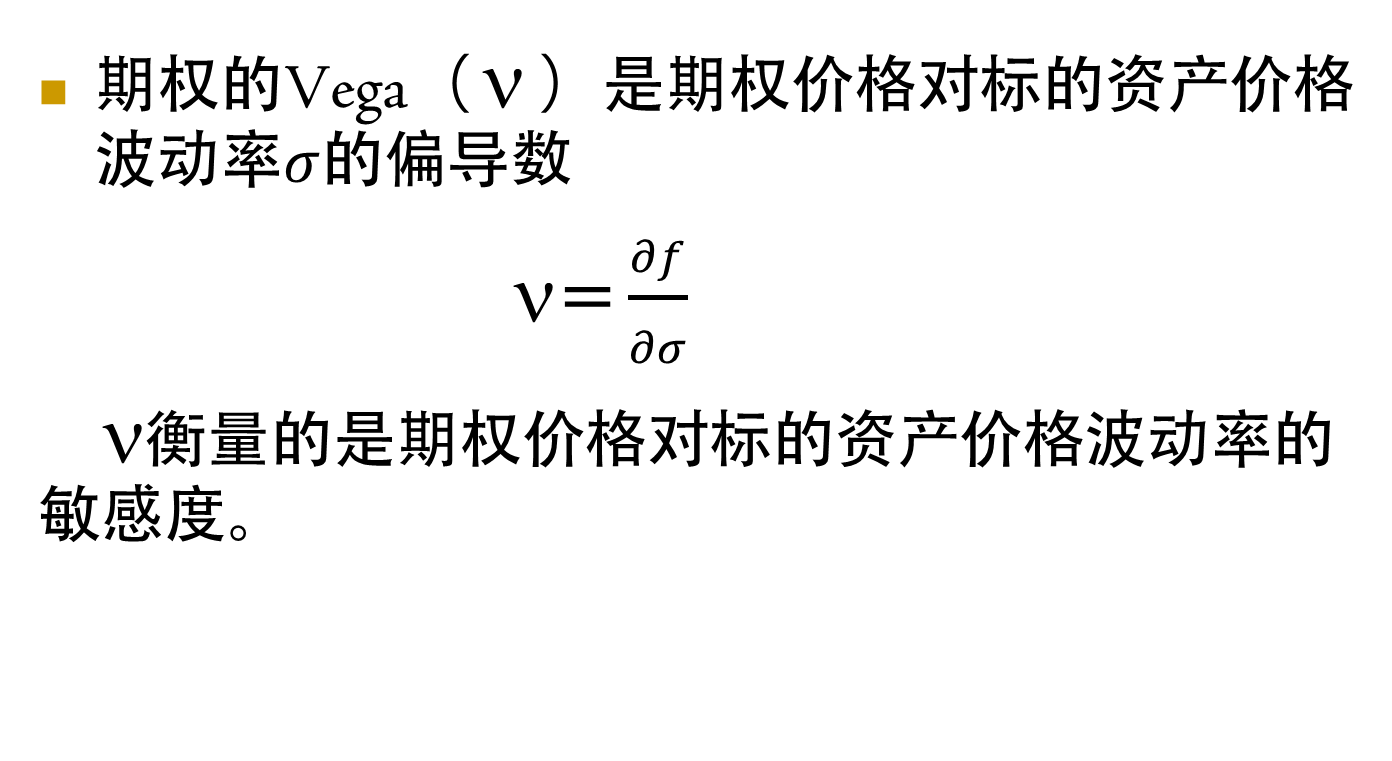 期权的Vega（ν）是期权价格对标的资产价格
波动率σ的偏导数
ν=∂f/∂σ
ν衡量的是期权价格对标的资产价格波动率的
敏感度。